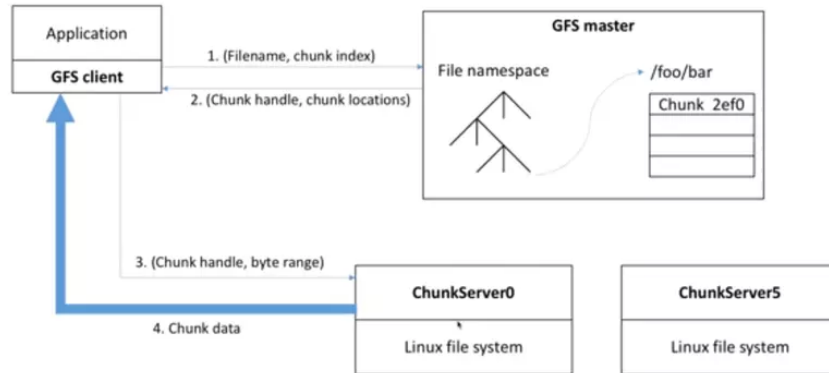 Application
GFS client
1. (Filename, chunk index)
2. (Chunk handle, chunk locations)
GFS master
File namespace
/foo/bar
Chunk 2ef0
3. (Chunk handle, byte range)
4. Chunk data
ChunkServer0
Linux file system
ChunkServer5
Linux file system